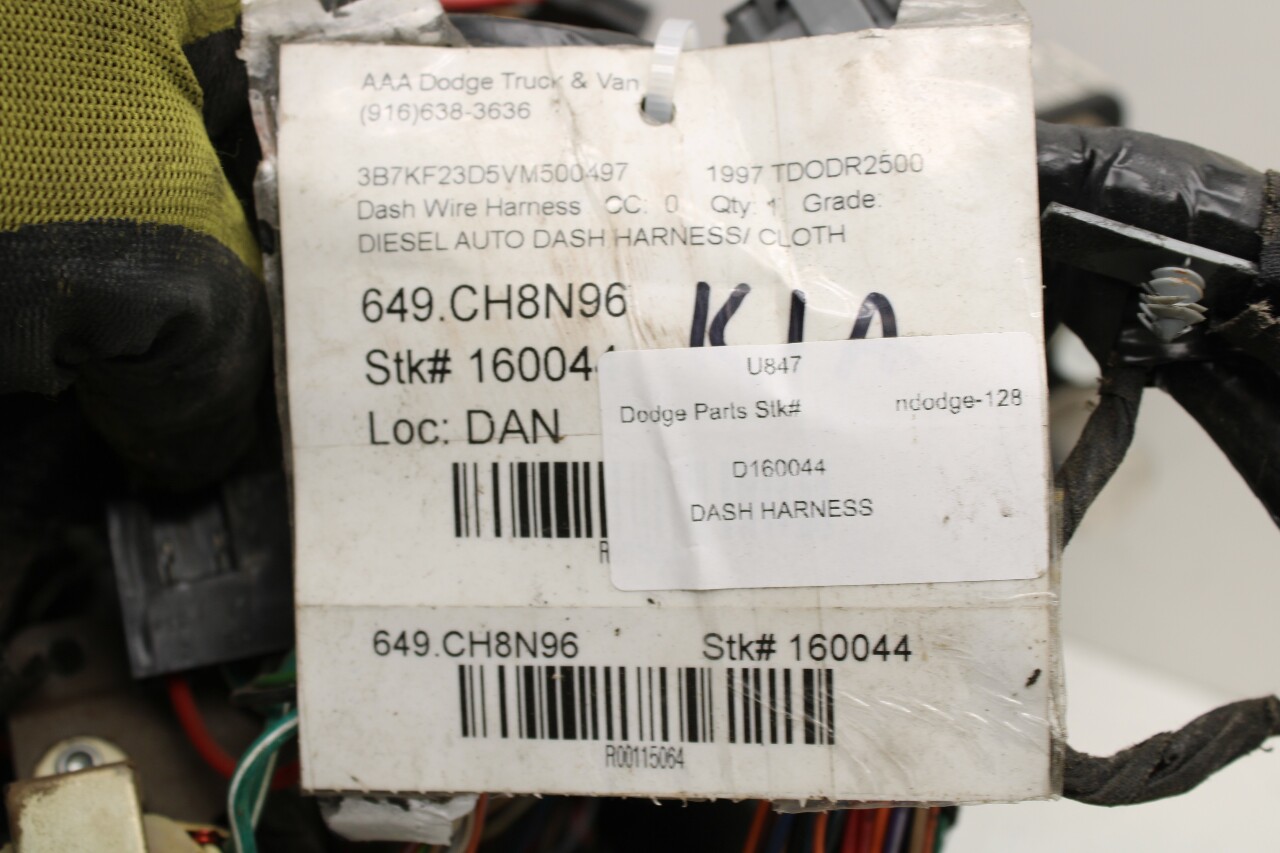 AAA Dodge Truck & Van
(916)638-3636
3B7KF23D5VM500497 1997 TDODR2500
Dash Wire Harness CC: 0 Qty: 1 Grade:
DIESEL AUTO DASH HARNESS/ CLOTH
649.CH8N96
Stk# 160044
Loc: DAN
U847
Dodge Parts Stk# ndodge-128
D160044
DASH HARNESS
R
649.CH8N96 Stk# 160044
R00115064